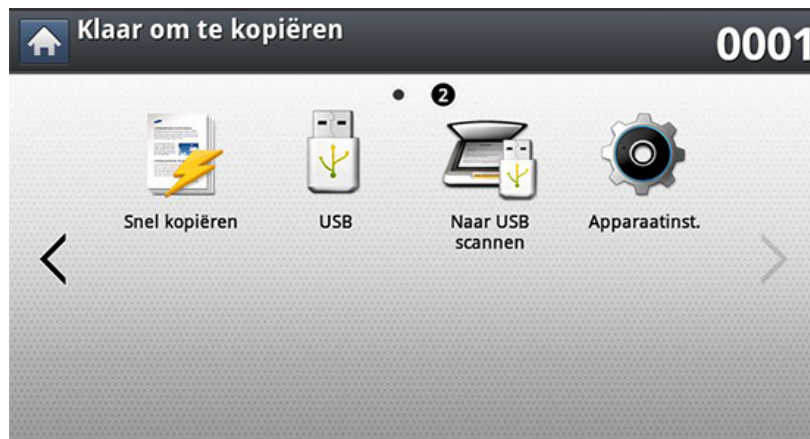 Klaar om te kopiëren
0001
2
Snel kopiëren
USB
Naar USB
scannen
Apparaatinst.